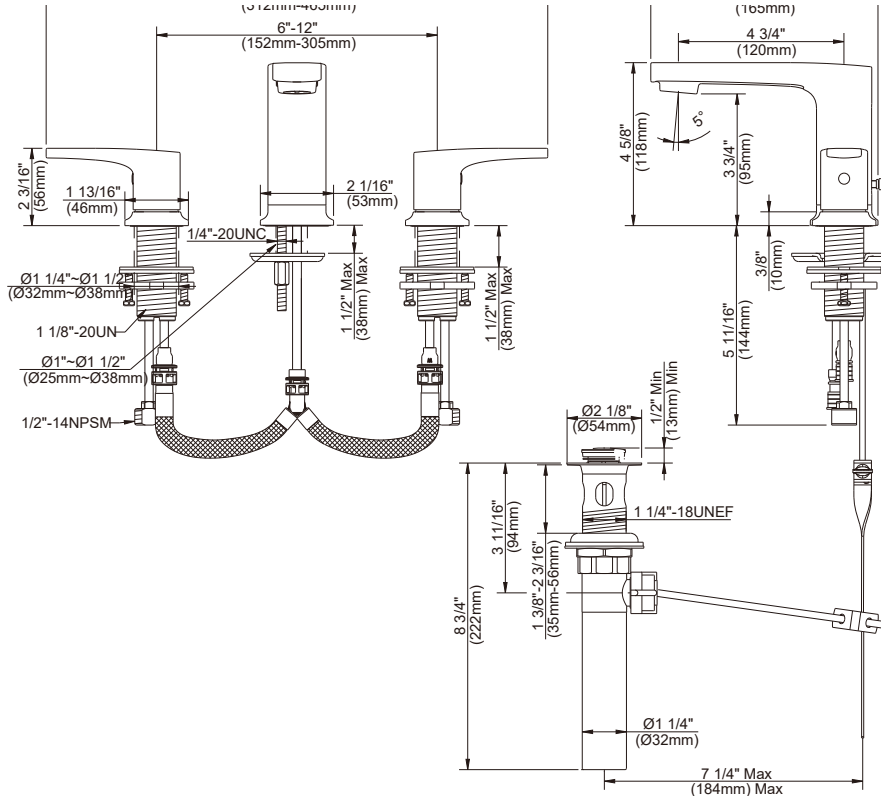 6"-12"
(152mm-305mm)
(165mm)
4 3/4"
(120mm)
2 3/16"
(56mm)
1 13/16"
(46mm)
2 1/16"
(53mm)
1/4"-20UNC
4 5/8"
(118mm)
5°
3 3/4"
(95mm)
3/8"
(10mm)
Ø1 1/4"~Ø1 1/2"
(Ø32mm~Ø38mm)
1 1/8"-20UN
Ø1"~Ø1 1/2"
(Ø25mm~Ø38mm)
1/2"-14NPSM
1 1/2" Max
(38mm) Max
1 1/2" Max
(38mm) Max
5 11/16"
(144mm)
Ø2 1/8"
(Ø54mm)
1/2" Min
(13mm) Min
1 1/4"-18UNEF
3 11/16"
(94mm)
1 3/8"-2 3/16"
(35mm-56mm)
8 3/4"
(222mm)
Ø1 1/4"
(Ø32mm)
7 1/4" Max
(184mm) Max